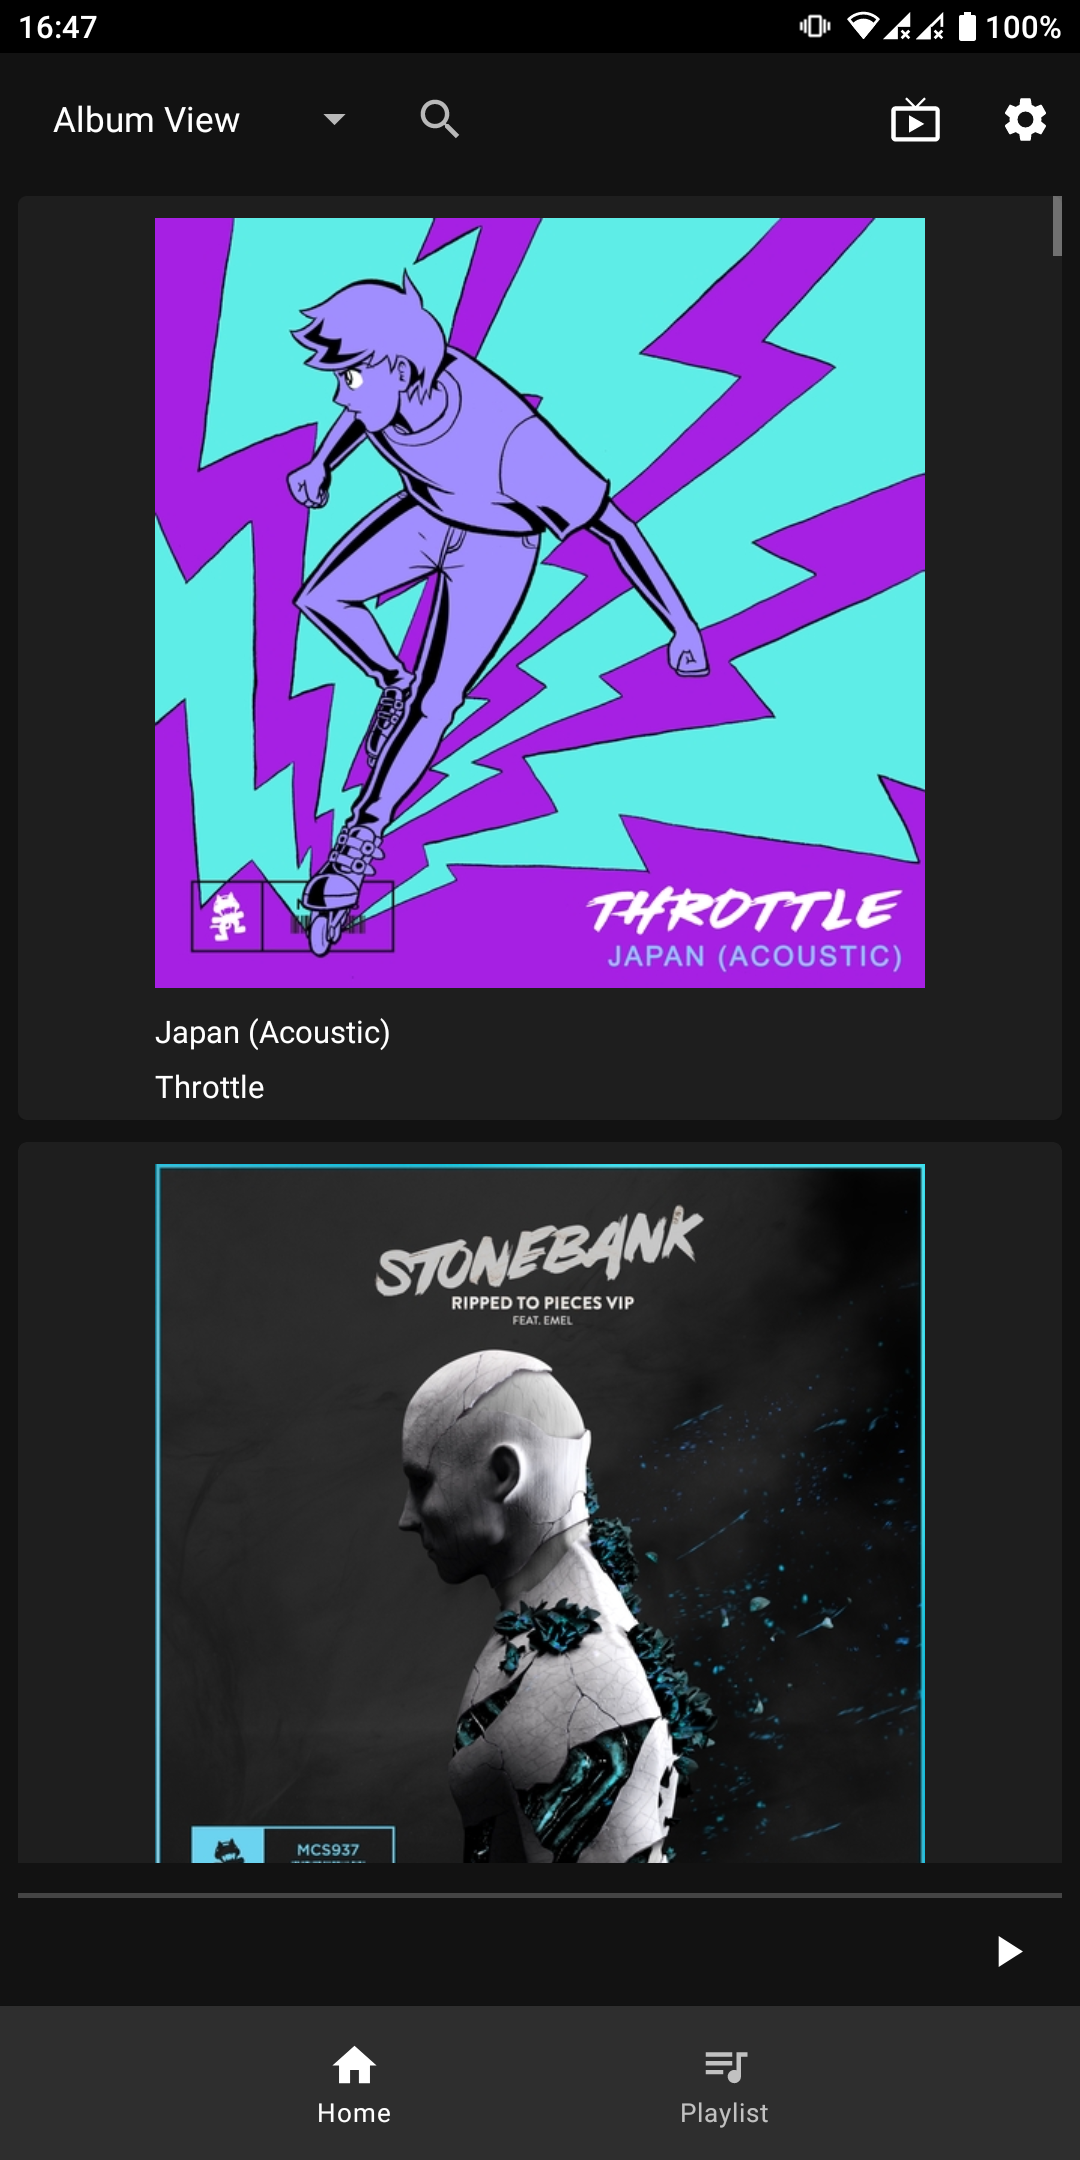 16:47
100%
Album View
THROTTLE
JAPAN (ACOUSTIC)
Japan (Acoustic)
Throttle
STONEBANK
RIPPED TO PIECES VIP
FEAT. EMEL
MCS937
Home
Playlist